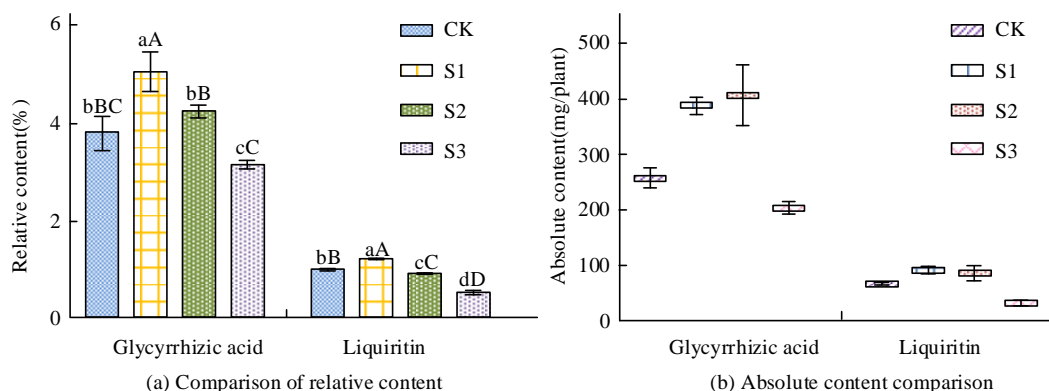 6
4
2
0
Relative content(%)
bBC
aA
bB
cC
bB
aA
cC
dD
CK
S1
S2
S3
Glycyrrhizic acid
Liquiritin
(a) Comparison of relative content
500
400
300
200
100
0
Absolute content(mg/plant)
CK
S1
S2
S3
Glycyrrhizic acid
Liquiritin
(b) Absolute content comparison